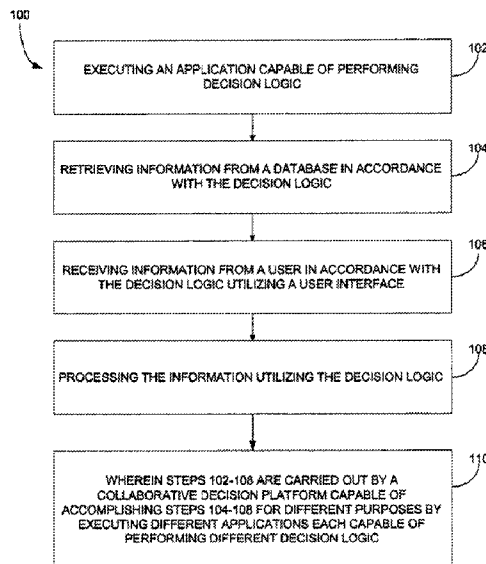 100
EXECUTING AN APPLICATION CAPABLE OF PERFORMING
DECISION LOGIC
102
RETRIEVING INFORMATION FROM A DATABASE IN ACCORDANCE
WITH THE DECISION LOGIC
104
RECEIVING INFORMATION FROM A USER IN ACCORDANCE WITH
THE DECISION LOGIC UTILIZING A USER INTERFACE
106
PROCESSING THE INFORMATION UTILIZING THE DECISION LOGIC
108
WHEREIN STEPS 102-108 ARE CARRIED OUT BY A
COLLABORATIVE DECISION PLATFORM CAPABLE OF
ACCOMPLISHING STEPS 104-108 FOR DIFFERENT PURPOSES BY
EXECUTING DIFFERENT APPLICATIONS EACH CAPABLE OF
PERFORMING DIFFERENT DECISION LOGIC
110